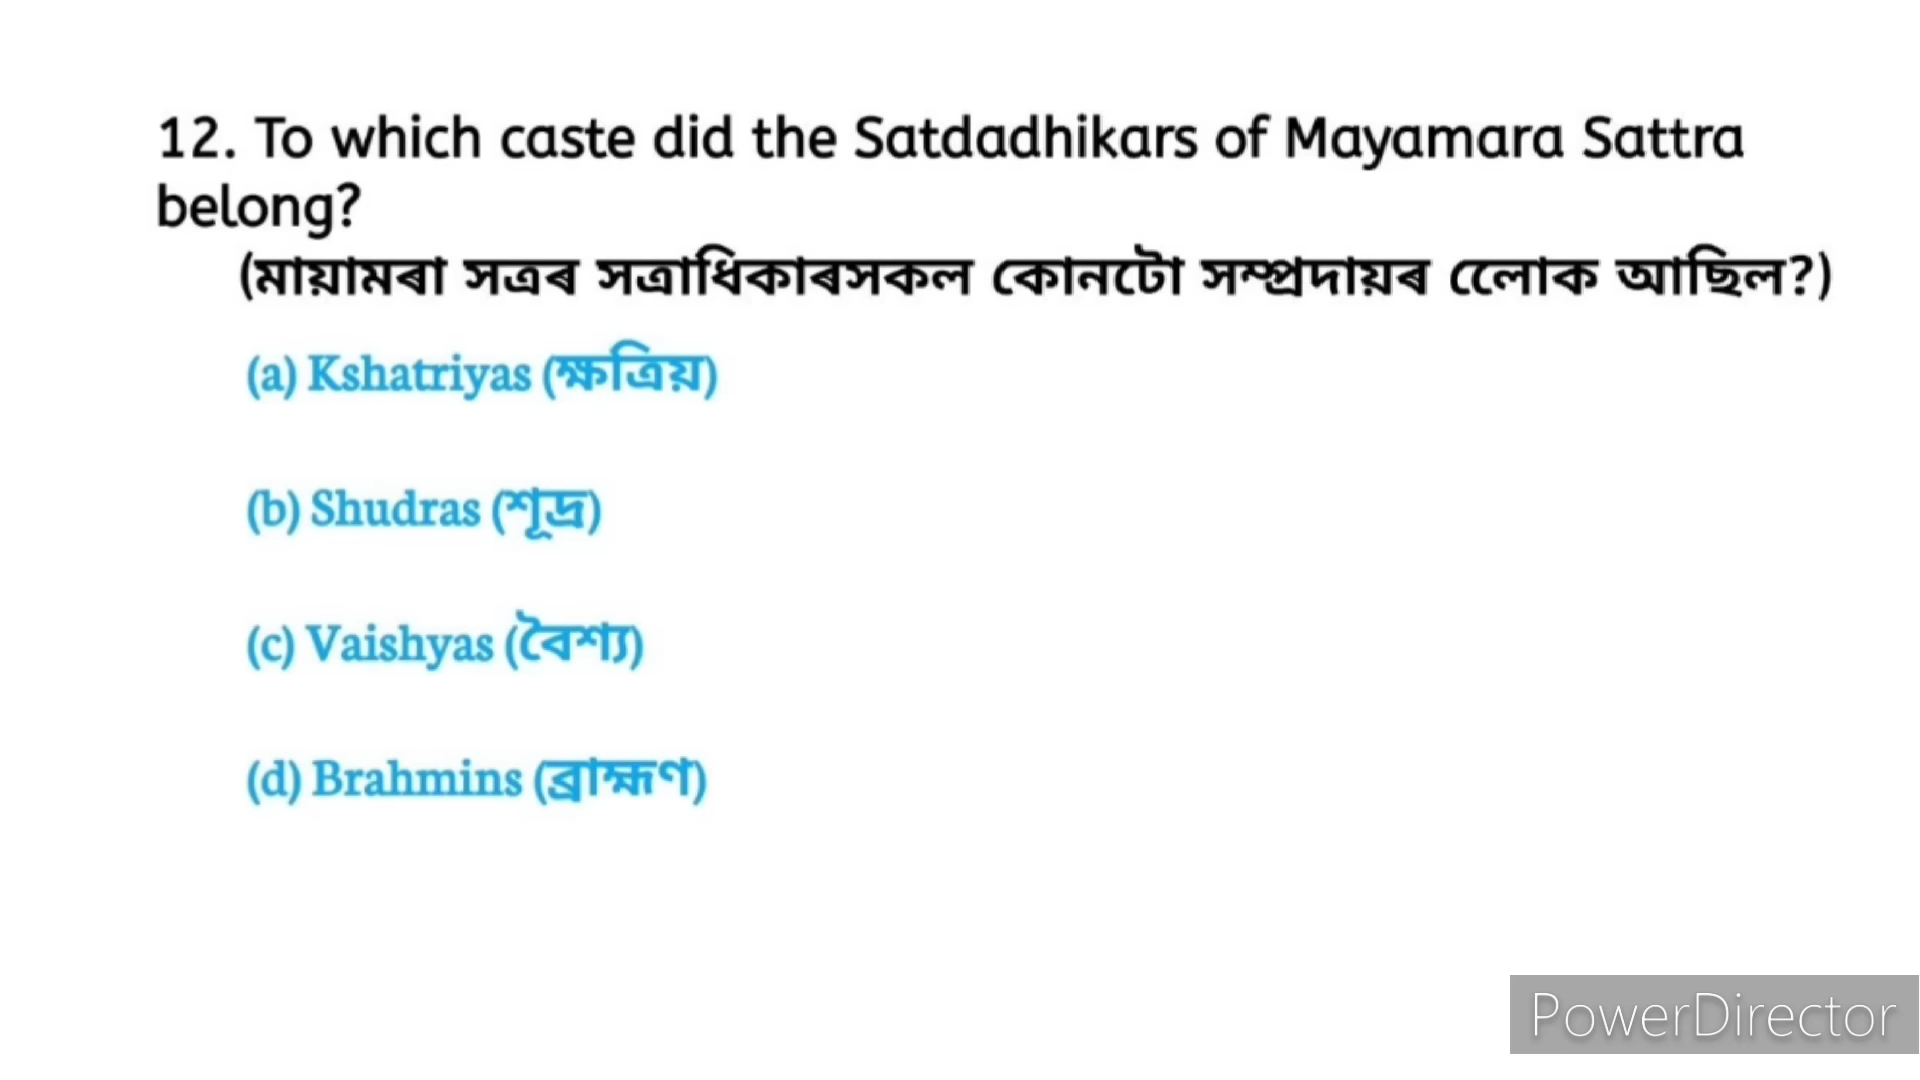 12. To which caste did the Satdadhikars of Mayamara Sattra
belong?
(মায়ামৰা সত্ৰৰ সত্ৰাধিকাৰসকল কোনটো সম্প্ৰদায়ৰ লোেক আছিল?)
(a) Kshatriyas (ক্ষত্ৰিয়)
(b) Shudras (শূদ্ৰ)
(c) Vaishyas (বৈশ্য)
(d) Brahmins (ব্ৰাহ্মণ)
PowerDirector